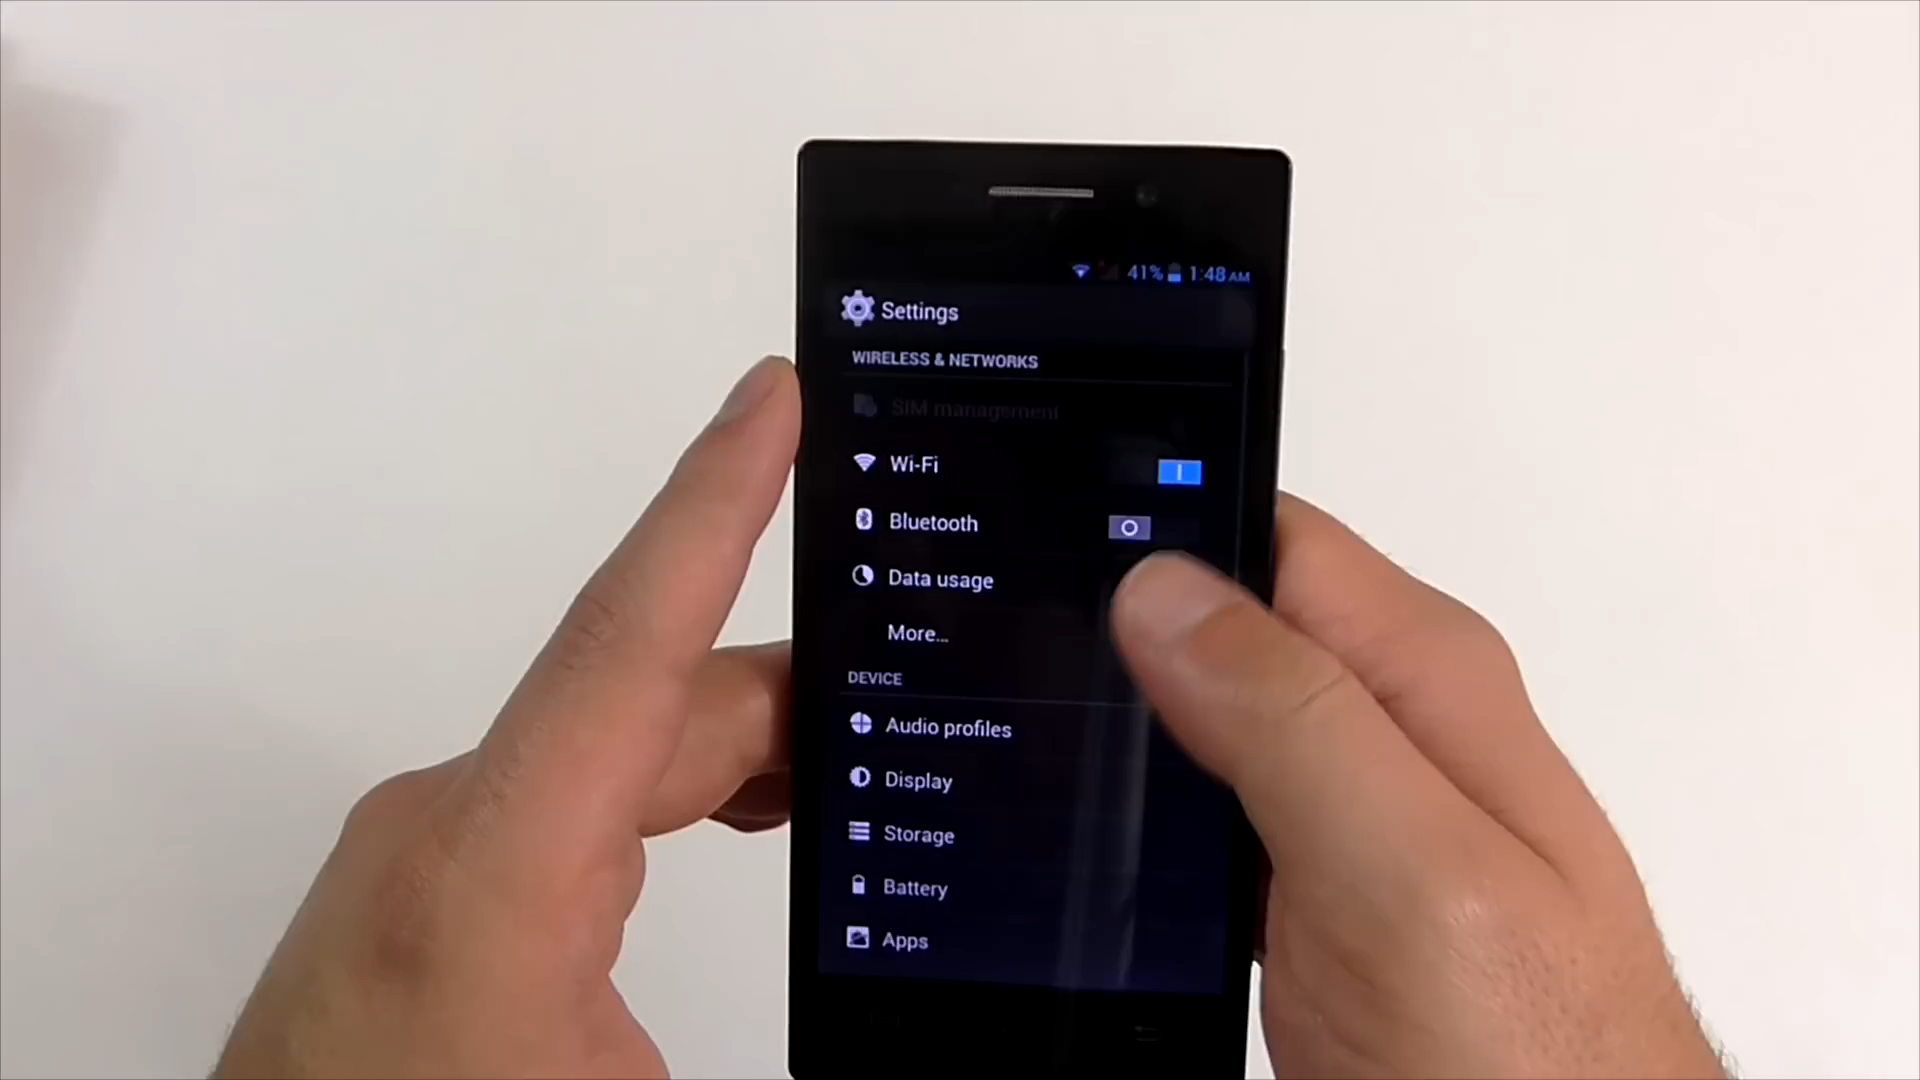 41% 1:48 AM
Settings
WIRELESS & NETWORKS
SIM management
Wi-Fi
Bluetooth
Data usage
More...
DEVICE
Audio profiles
Display
Storage
Battery
Apps